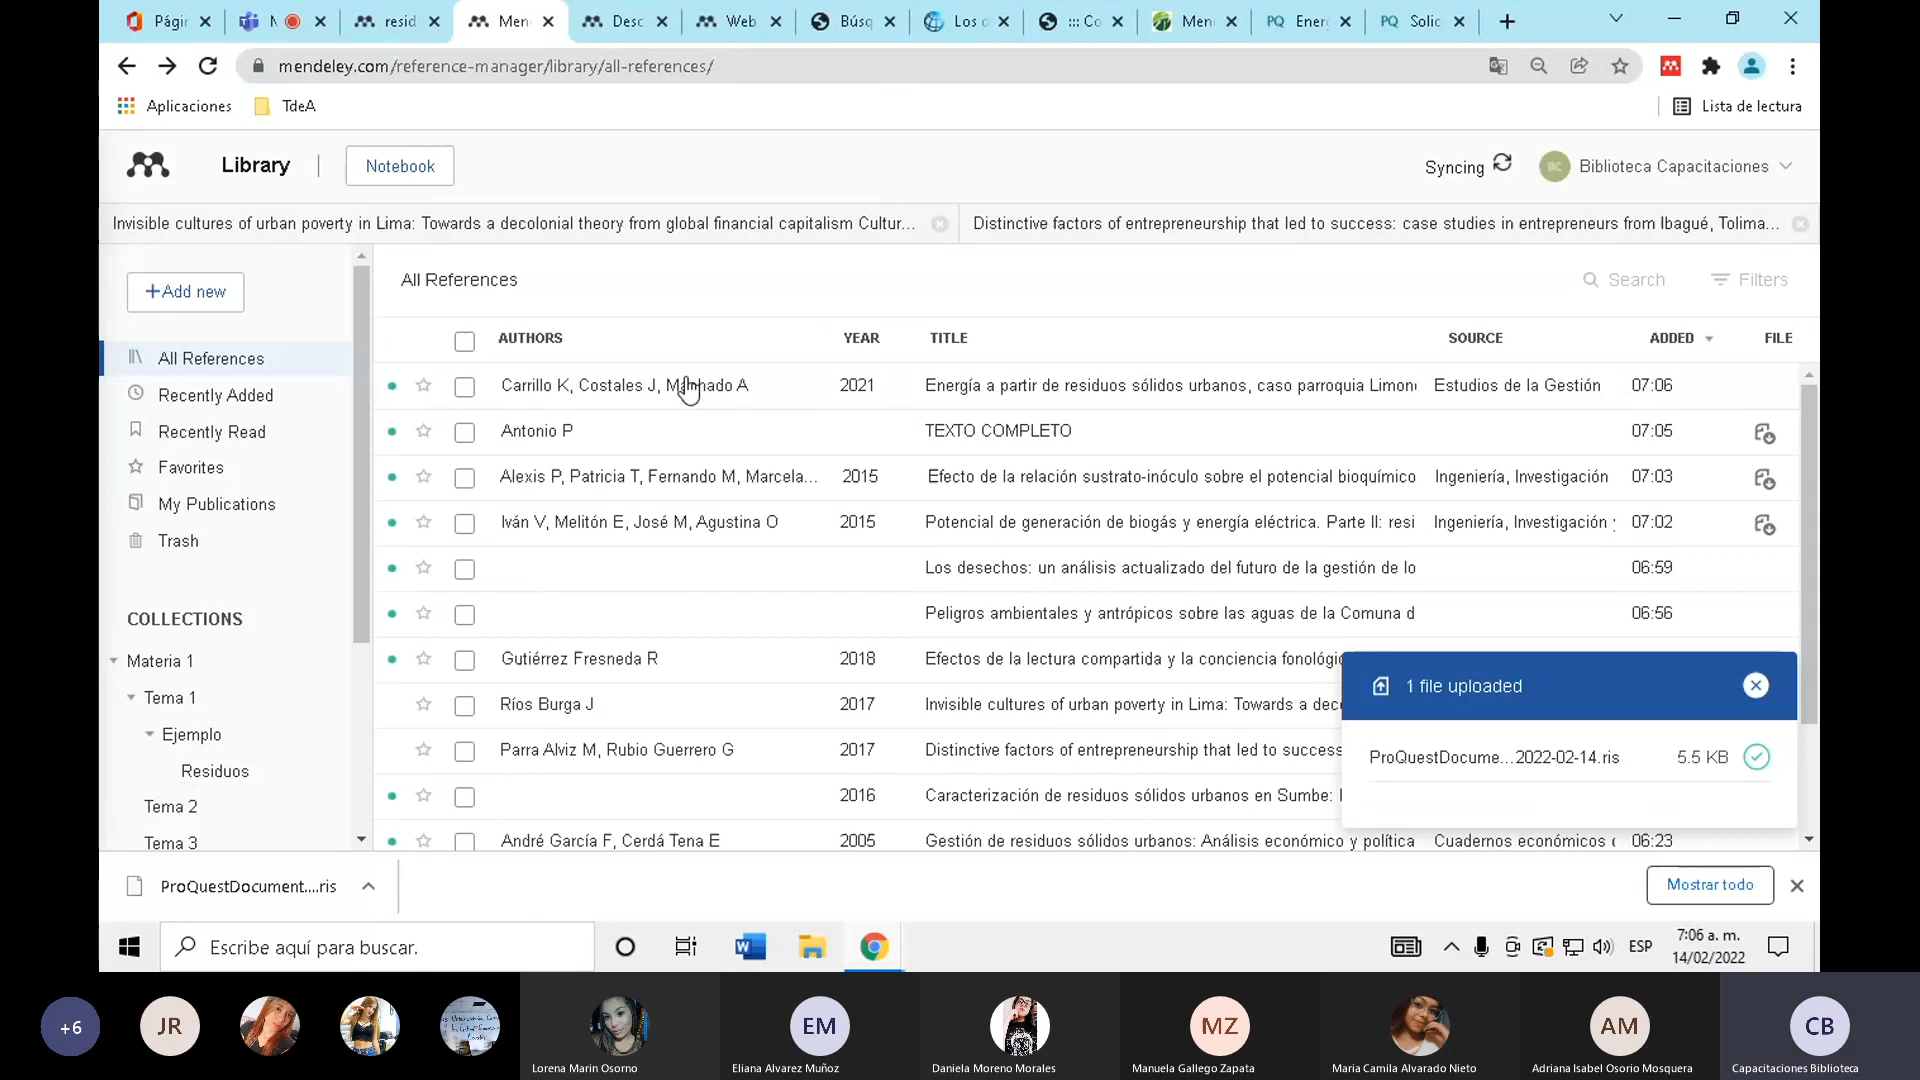 Págir
N
resid
Men
Desc
Web
Búsq
Los d
::: Co
Men
PQ Ener
PQ Solic
mendeley.com/reference-manager/library/all-references/
Aplicaciones
TdeA
Lista de lectura
Library
Notebook
Syncing
BC
Biblioteca Capacitaciones
Invisible cultures of urban poverty in Lima: Towards a decolonial theory from global financial capitalism Cultur...
Distinctive factors of entrepreneurship that led to success: case studies in entrepreneurs from Ibagué, Tolima...
+Add new
All References
Search
Filters
AUTHORS YEAR TITLE SOURCE ADDED FILE
All References
Recently Added
Recently Read
Favorites
My Publications
Trash
COLLECTIONS
Materia 1
Tema 1
Ejemplo
Residuos
Tema 2
Tema 3
Carrillo K, Costales J, Machado A 2021 Energía a partir de residuos sólidos urbanos, caso parroquia Limon Estudios de la Gestión 07:06
Antonio P TEXTO COMPLETO 07:05
Alexis P, Patricia T, Fernando M, Marcela... 2015 Efecto de la relación sustrato-inóculo sobre el potencial bioquímico Ingeniería, Investigación 07:03
Iván V, Melitón E, José M, Agustina O 2015 Potencial de generación de biogás y energía eléctrica. Parte II: resi Ingeniería, Investigación y 07:02
Los desechos: un análisis actualizado del futuro de la gestión de lo 06:59
Peligros ambientales y antrópicos sobre las aguas de la Comuna d 06:56
Gutiérrez Fresneda R 2018 Efectos de la lectura compartida y la conciencia fonológi
Ríos Burga J 2017 Invisible cultures of urban poverty in Lima: Towards a dec
Parra Alviz M, Rubio Guerrero G 2017 Distinctive factors of entrepreneurship that led to success
2016 Caracterización de residuos sólidos urbanos en Sumbe:
André García F, Cerdá Tena E 2005 Gestión de residuos sólidos urbanos: Análisis económico y política Cuadernos económicos 06:23
1 file uploaded
ProQuestDocume...2022-02-14.ris 5.5 KB
ProQuestDocument....ris
Mostrar todo
Escribe aquí para buscar.
ESP
7:06 a. m.
14/02/2022
+6
JR
EM
MZ
AM
CB
Lorena Marin Osorno
Eliana Alvarez Muñoz
Daniela Moreno Morales
Manuela Gallego Zapata
Maria Camila Alvarado Nieto
Adriana Isabel Osorio Mosquera
Capacitaciones Biblioteca